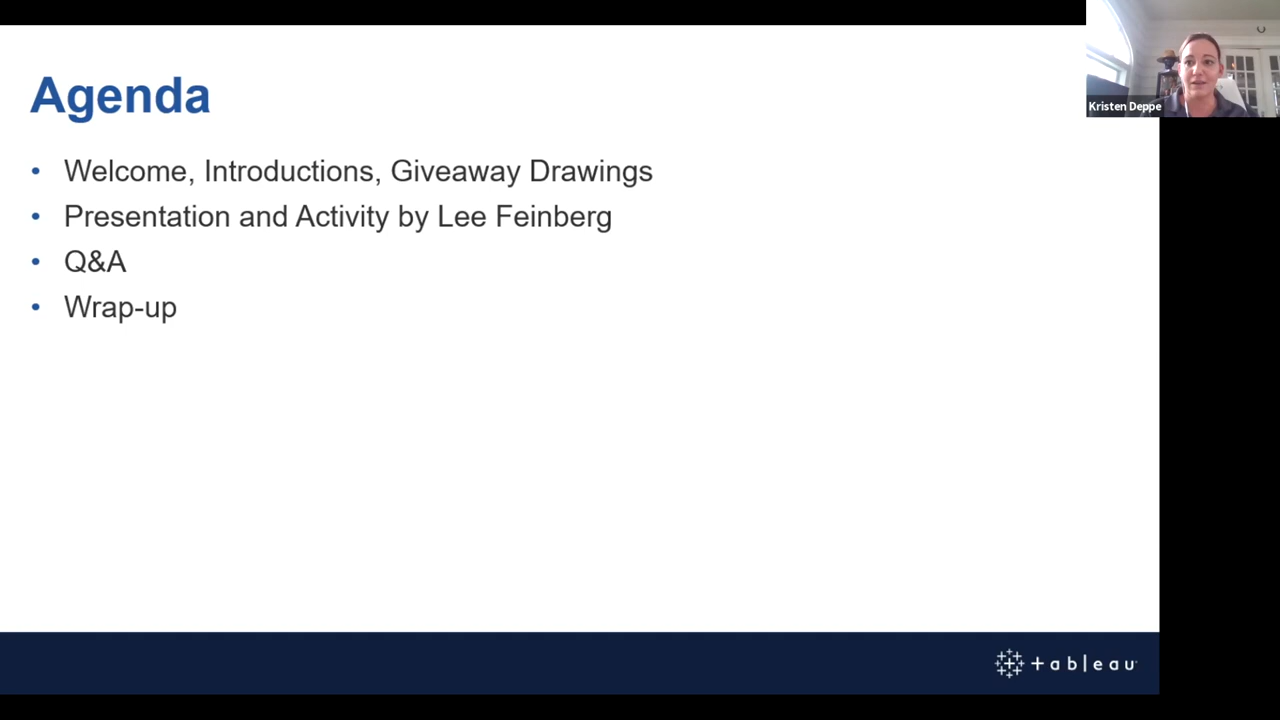 Agenda
• Welcome, Introductions, Giveaway Drawings
• Presentation and Activity by Lee Feinberg
• Q&A
• Wrap-up
Kristen Deppe
+ableau